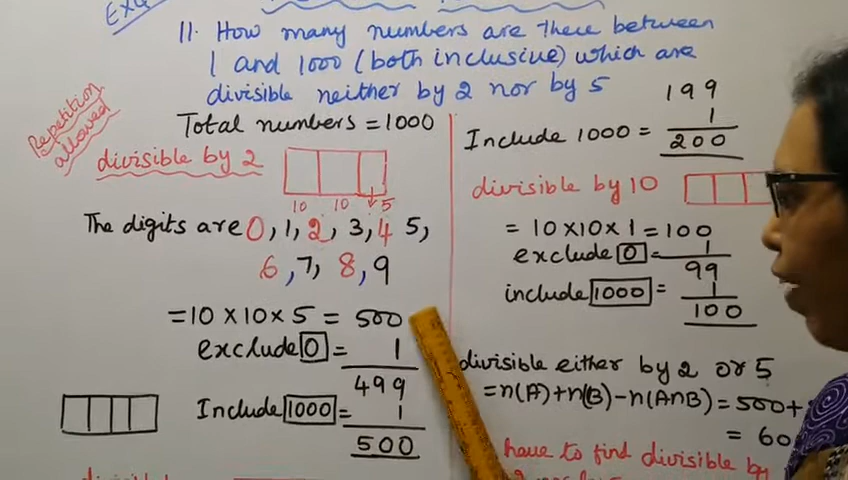 EXQ
11. How many numbers are there between
1 and 1000 (both inclusive) which are
divisible neither by 2 nor by 5
Repetition
allowed
Total numbers = 1000
divisible by 2
10 10 5
The digits are 0, 1, 2, 3, 4 5,
6, 7, 8, 9
= 10 × 10 × 5 = 500
exclude 0 = 1
499
Include 1000 = 1
500
199
Include 1000 = 1
200
divisible by 10
= 10 × 10 × 1 = 100
exclude 0 = 1
99
include 1000 = 1
100
divisible either by 2 or 5
= n(A) + n(B) - n(A∩B) = 500 +
= 60
have to find divisible by